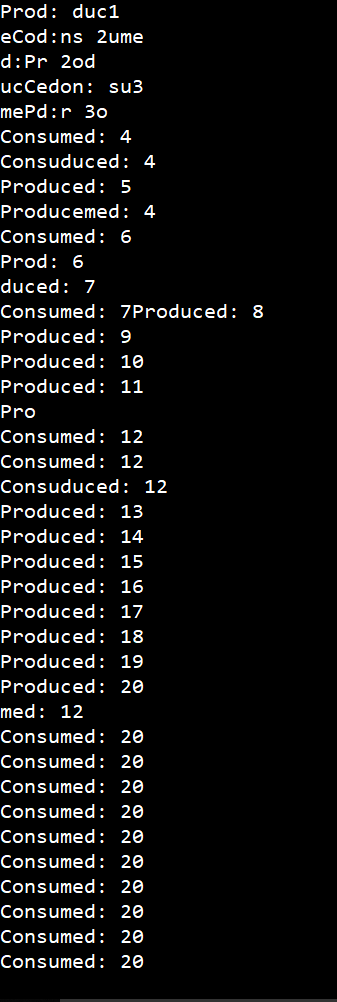 Prod: duc1
eCod:ns 2ume
d:Pr 2od
ucCedon: su3
mePd:r 3o
Consumed: 4
Consuduced: 4
Produced: 5
Producemed: 4
Consumed: 6
Prod: 6
duced: 7
Consumed: 7Produced: 8
Produced: 9
Produced: 10
Produced: 11
Pro
Consumed: 12
Consumed: 12
Consuduced: 12
Produced: 13
Produced: 14
Produced: 15
Produced: 16
Produced: 17
Produced: 18
Produced: 19
Produced: 20
med: 12
Consumed: 20
Consumed: 20
Consumed: 20
Consumed: 20
Consumed: 20
Consumed: 20
Consumed: 20
Consumed: 20
Consumed: 20
Consumed: 20